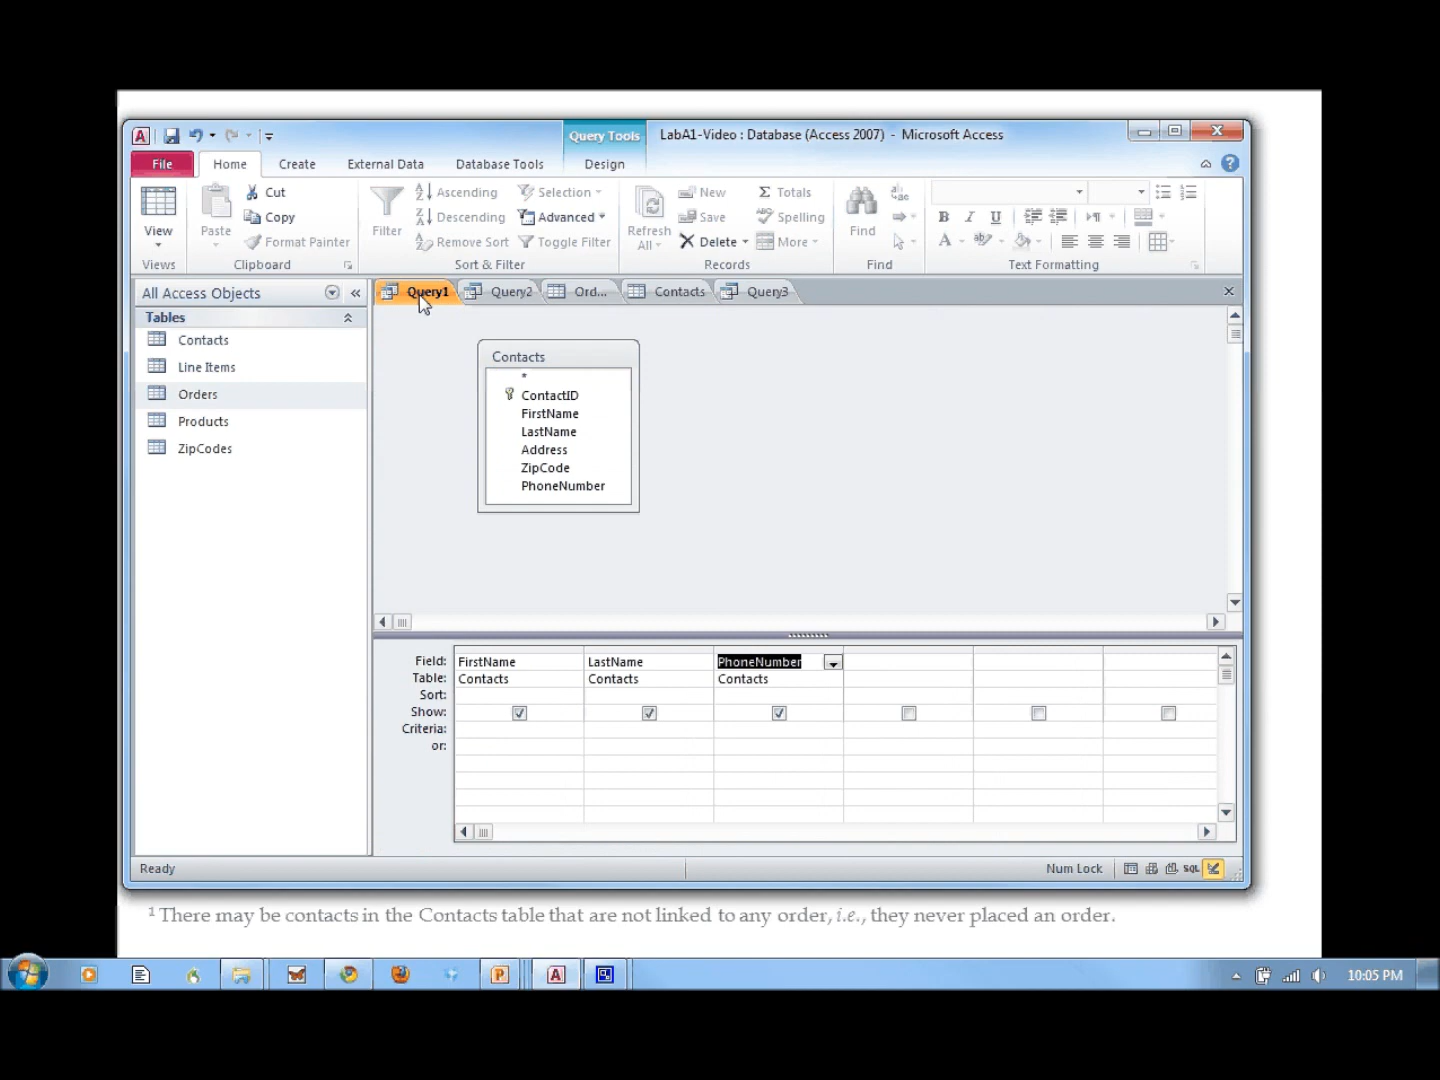 Query Tools
LabA1-Video : Database (Access 2007) - Microsoft Access
File Home Create External Data Database Tools Design
Cut Ascending Selection New Totals
View Paste Copy Filter Descending Advanced Refresh All Save Spelling Find
Format Painter Remove Sort Toggle Filter Delete More
Views Clipboard Sort & Filter Records Find Text Formatting
All Access Objects Query1 Query2 Ord... Contacts Query3
Tables
Contacts
Line Items
Orders
Products
ZipCodes
Contacts
*
ContactID
FirstName
LastName
Address
ZipCode
PhoneNumber
Field: FirstName LastName PhoneNumber
Table: Contacts Contacts Contacts
Sort:
Show:
Criteria:
or:
Ready Num Lock SQL
1 There may be contacts in the Contacts table that are not linked to any order, i.e., they never placed an order.
10:05 PM